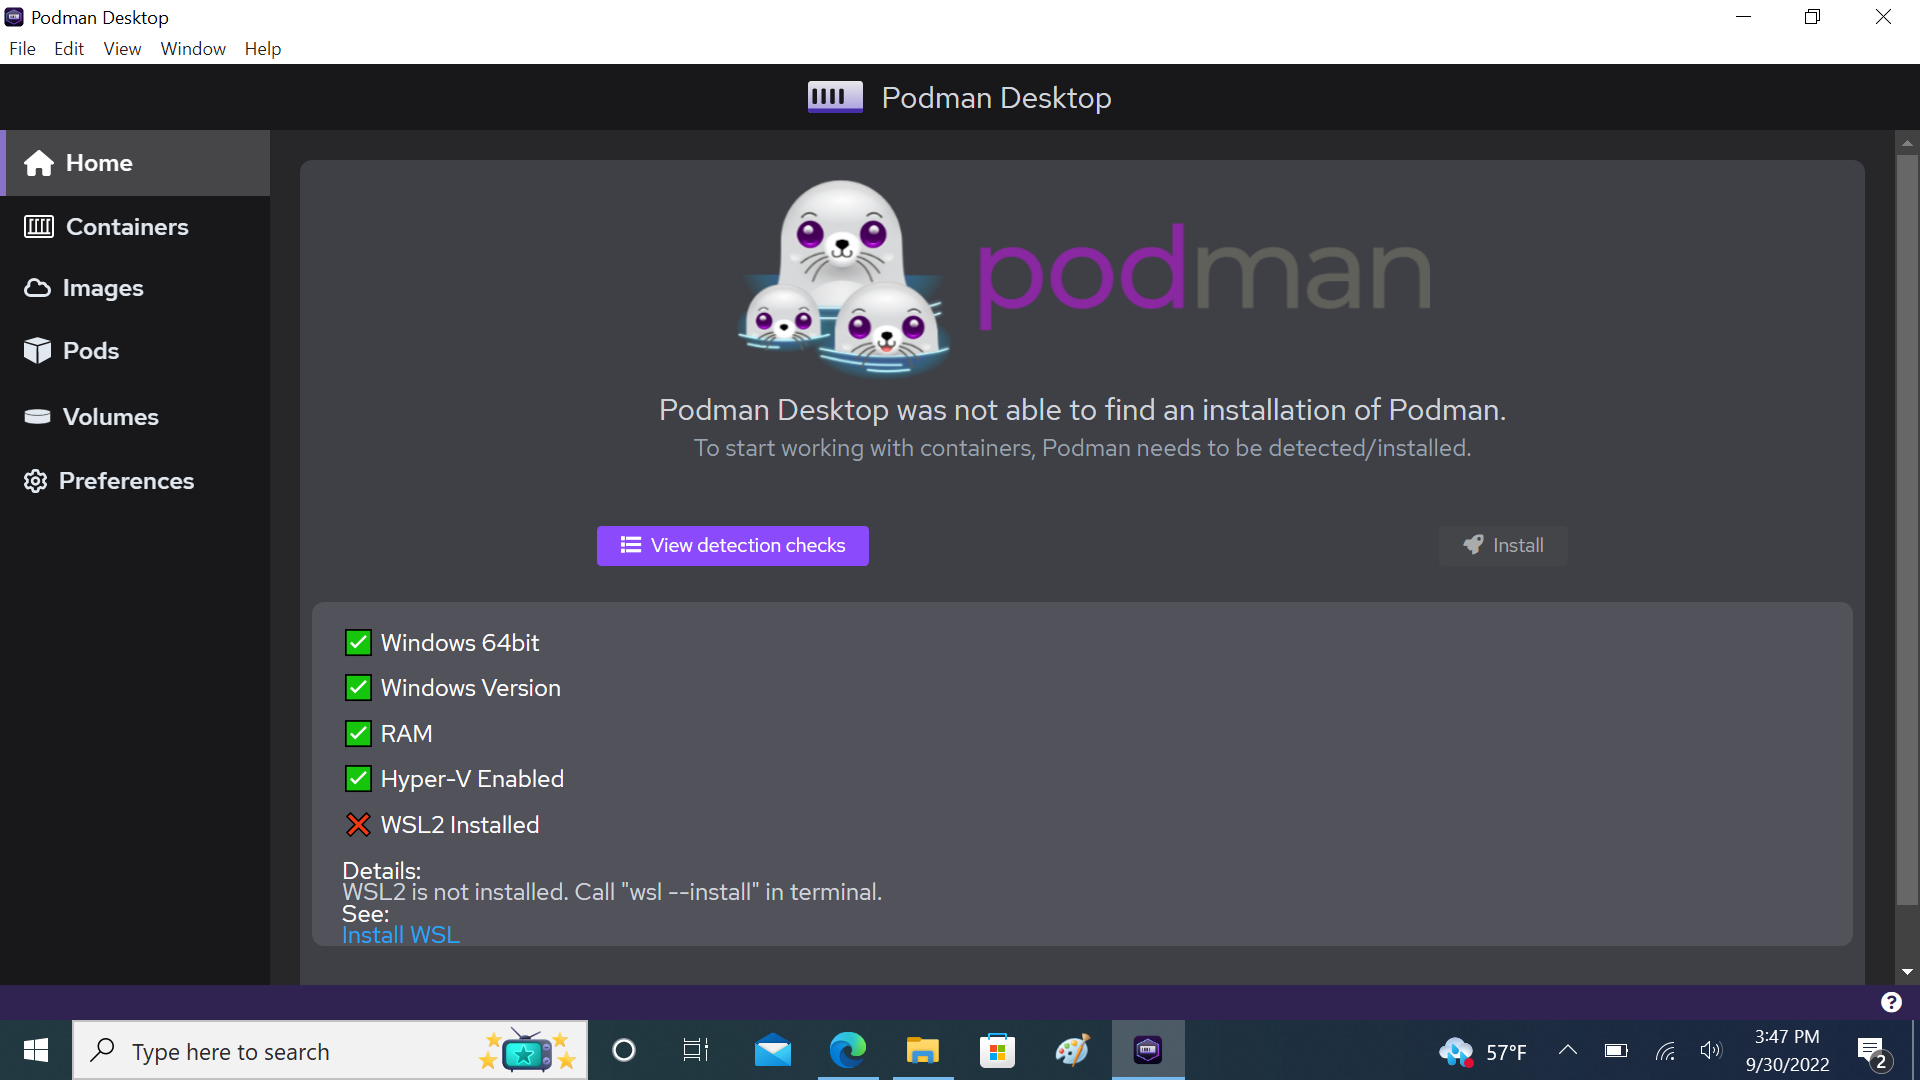 Podman Desktop
File Edit View Window Help
Podman Desktop
Home
Containers
Images
Pods
Volumes
Preferences
podman
Podman Desktop was not able to find an installation of Podman.
To start working with containers, Podman needs to be detected/installed.
View detection checks
Install
Windows 64bit
Windows Version
RAM
Hyper-V Enabled
WSL2 Installed
Details:
WSL2 is not installed. Call "wsl --install" in terminal.
See:
Install WSL
?
Type here to search
57°F
3:47 PM
9/30/2022
2